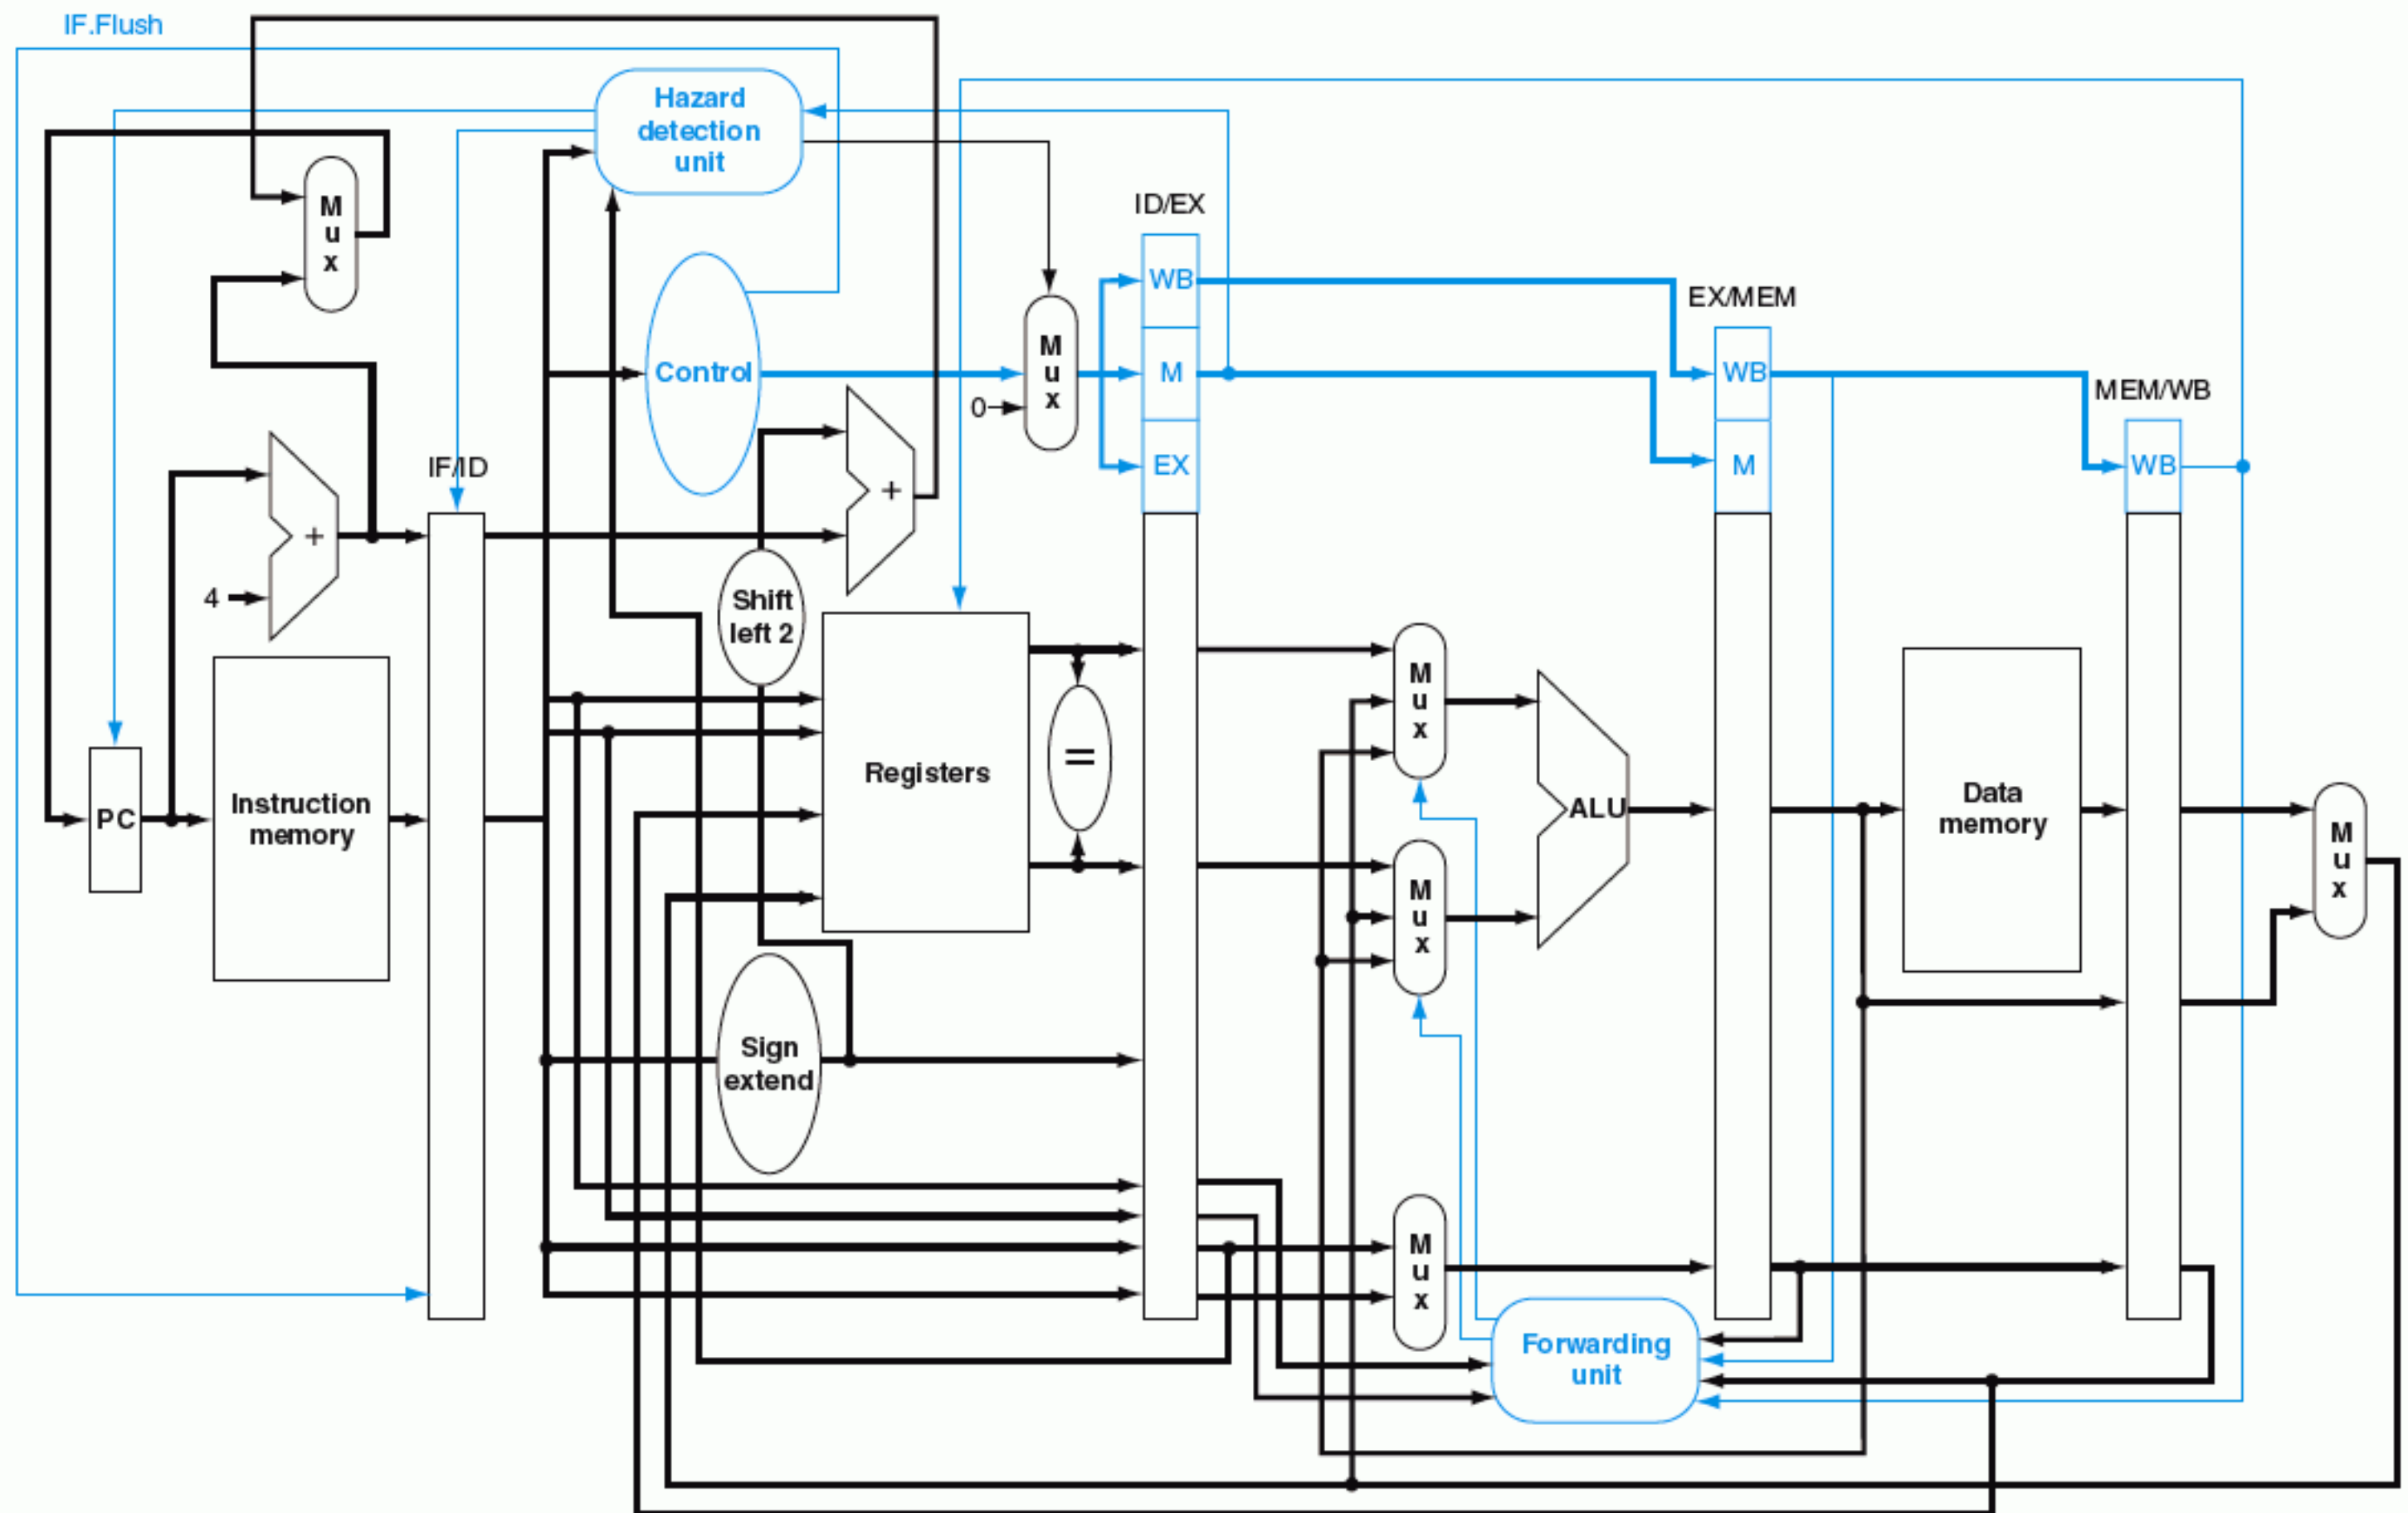 IF.Flush
Hazard
detection
unit
M
u
x
ID/EX
WB
EX/MEM
Control
M
u
x
M
WB
MEM/WB
0
+
IF/ID
EX
M
WB
+
4
Shift
left 2
M
u
x
Registers
=
PC
Instruction
memory
ALU
Data
memory
M
u
x
M
u
x
Sign
extend
M
u
x
Forwarding
unit